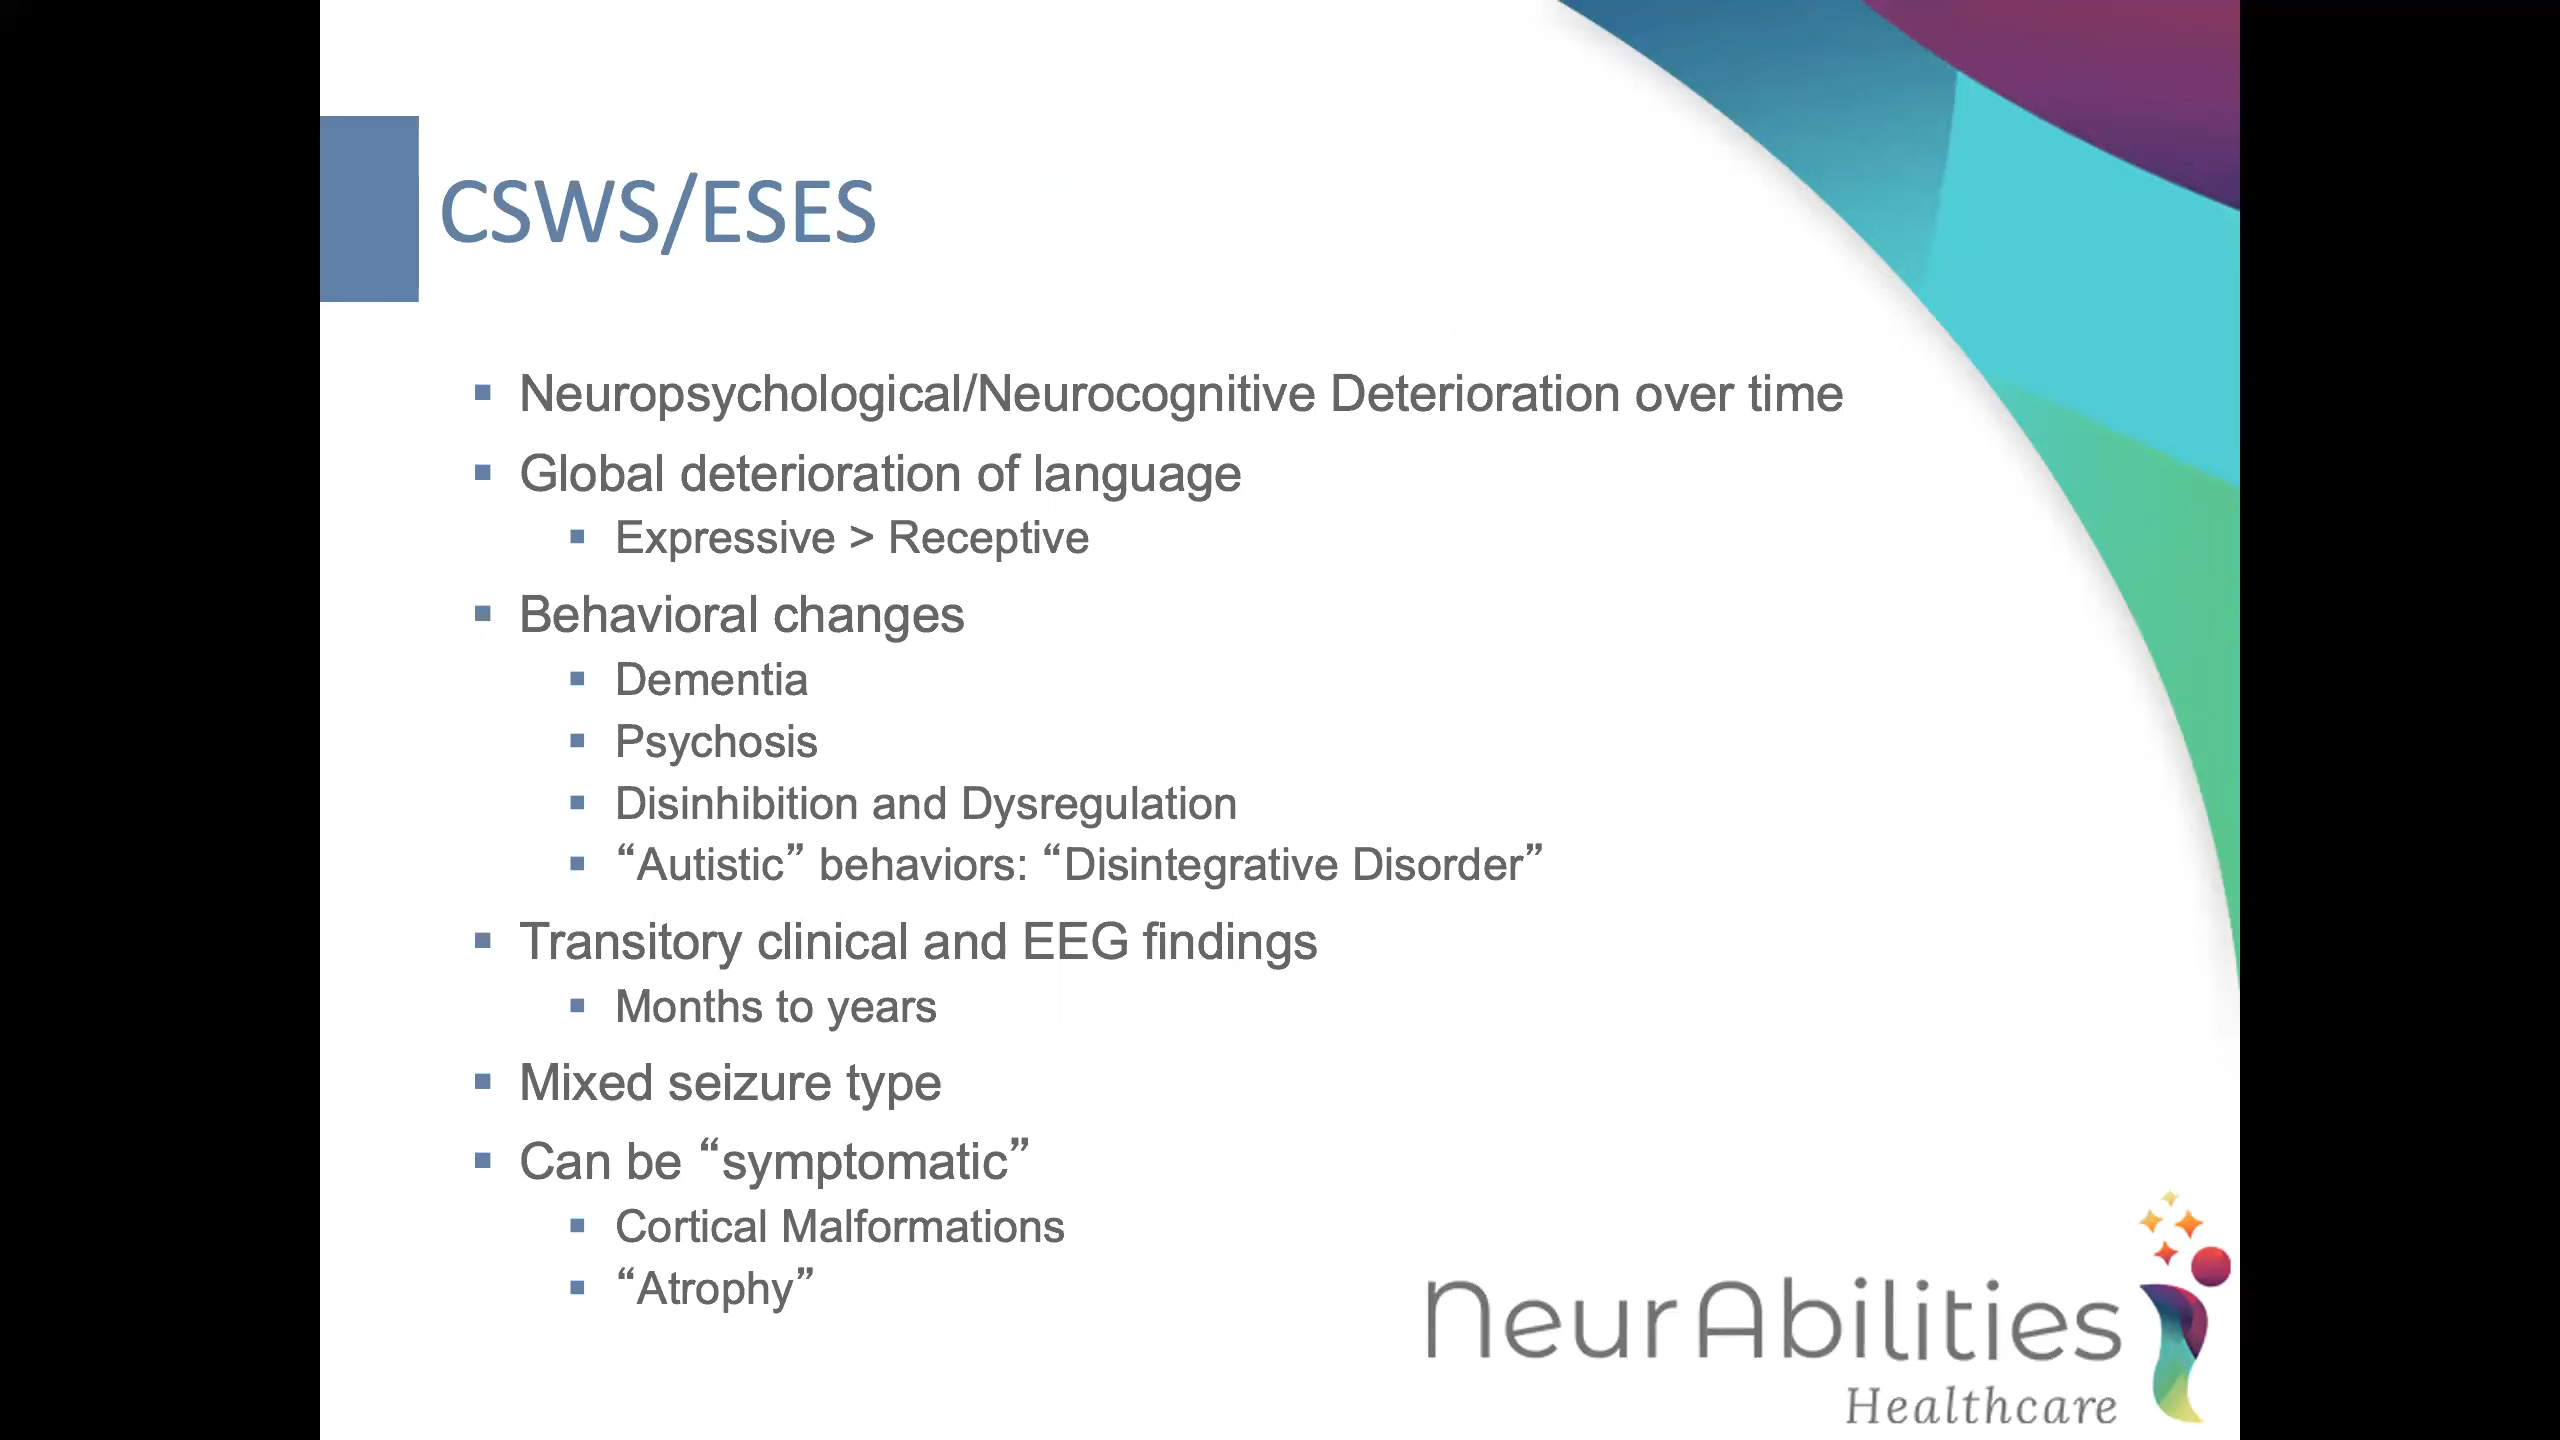 CSWS/ESES
▪ Neuropsychological/Neurocognitive Deterioration over time
▪ Global deterioration of language
▪ Expressive > Receptive
▪ Behavioral changes
▪ Dementia
▪ Psychosis
▪ Disinhibition and Dysregulation
▪ “Autistic” behaviors: “Disintegrative Disorder”
▪ Transitory clinical and EEG findings
▪ Months to years
▪ Mixed seizure type
▪ Can be “symptomatic”
▪ Cortical Malformations
▪ “Atrophy”
NeurAbilities
Healthcare